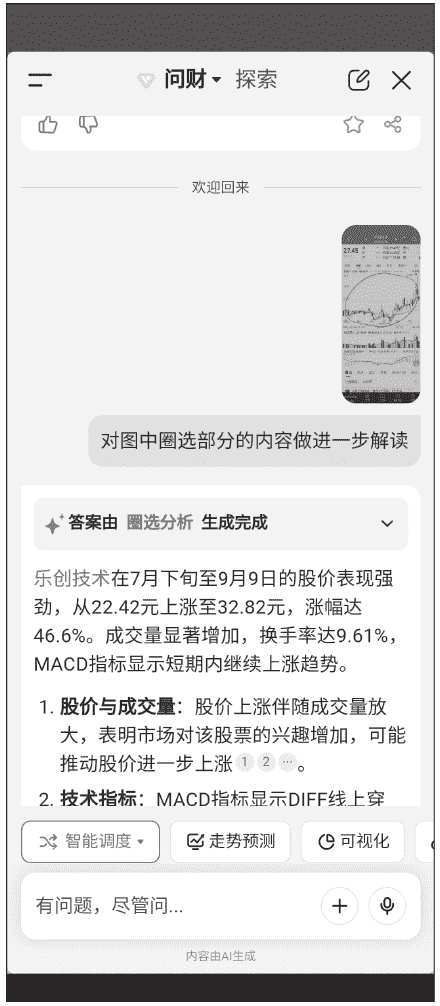 问财 探索
欢迎回来
27.45
对图中圈选部分的内容做进一步解读
答案由 圈选分析 生成完成
乐创技术在7月下旬至9月9日的股价表现强
劲，从22.42元上涨至32.82元，涨幅达
46.6%。成交量显著增加，换手率达9.61%，
MACD指标显示短期内继续上涨趋势。
1. 股价与成交量：股价上涨伴随成交量放
大，表明市场对该股票的兴趣增加，可能
推动股价进一步上涨 1 2 ... 。
2. 技术指标：MACD指标显示DIFF线上穿
智能调度 走势预测 可视化
有问题，尽管问...
内容由AI生成